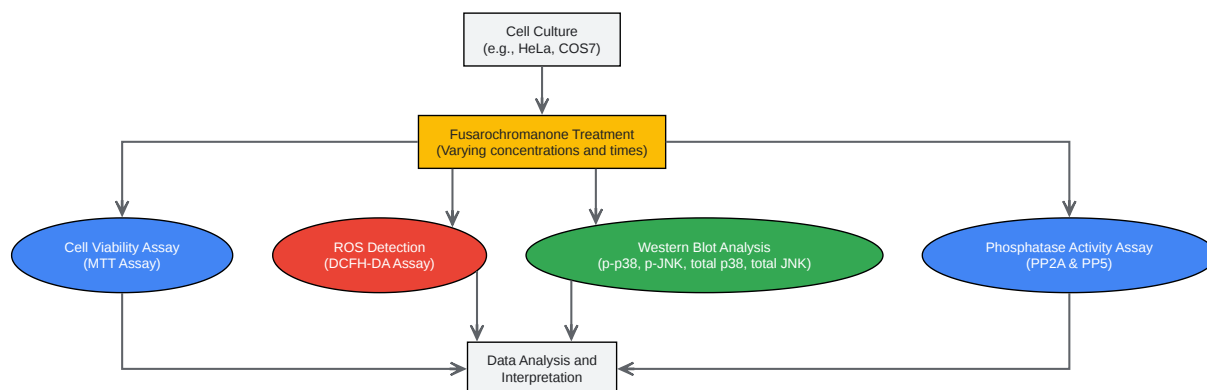 Cell Culture
(e.g., HeLa, COS7)
Fusarochromanone Treatment
(Varying concentrations and times)
Cell Viability Assay
(MTT Assay)
ROS Detection
(DCFH-DA Assay)
Western Blot Analysis
(p-p38, p-JNK, total p38, total JNK)
Phosphatase Activity Assay
(PP2A & PP5)
Data Analysis and
Interpretation